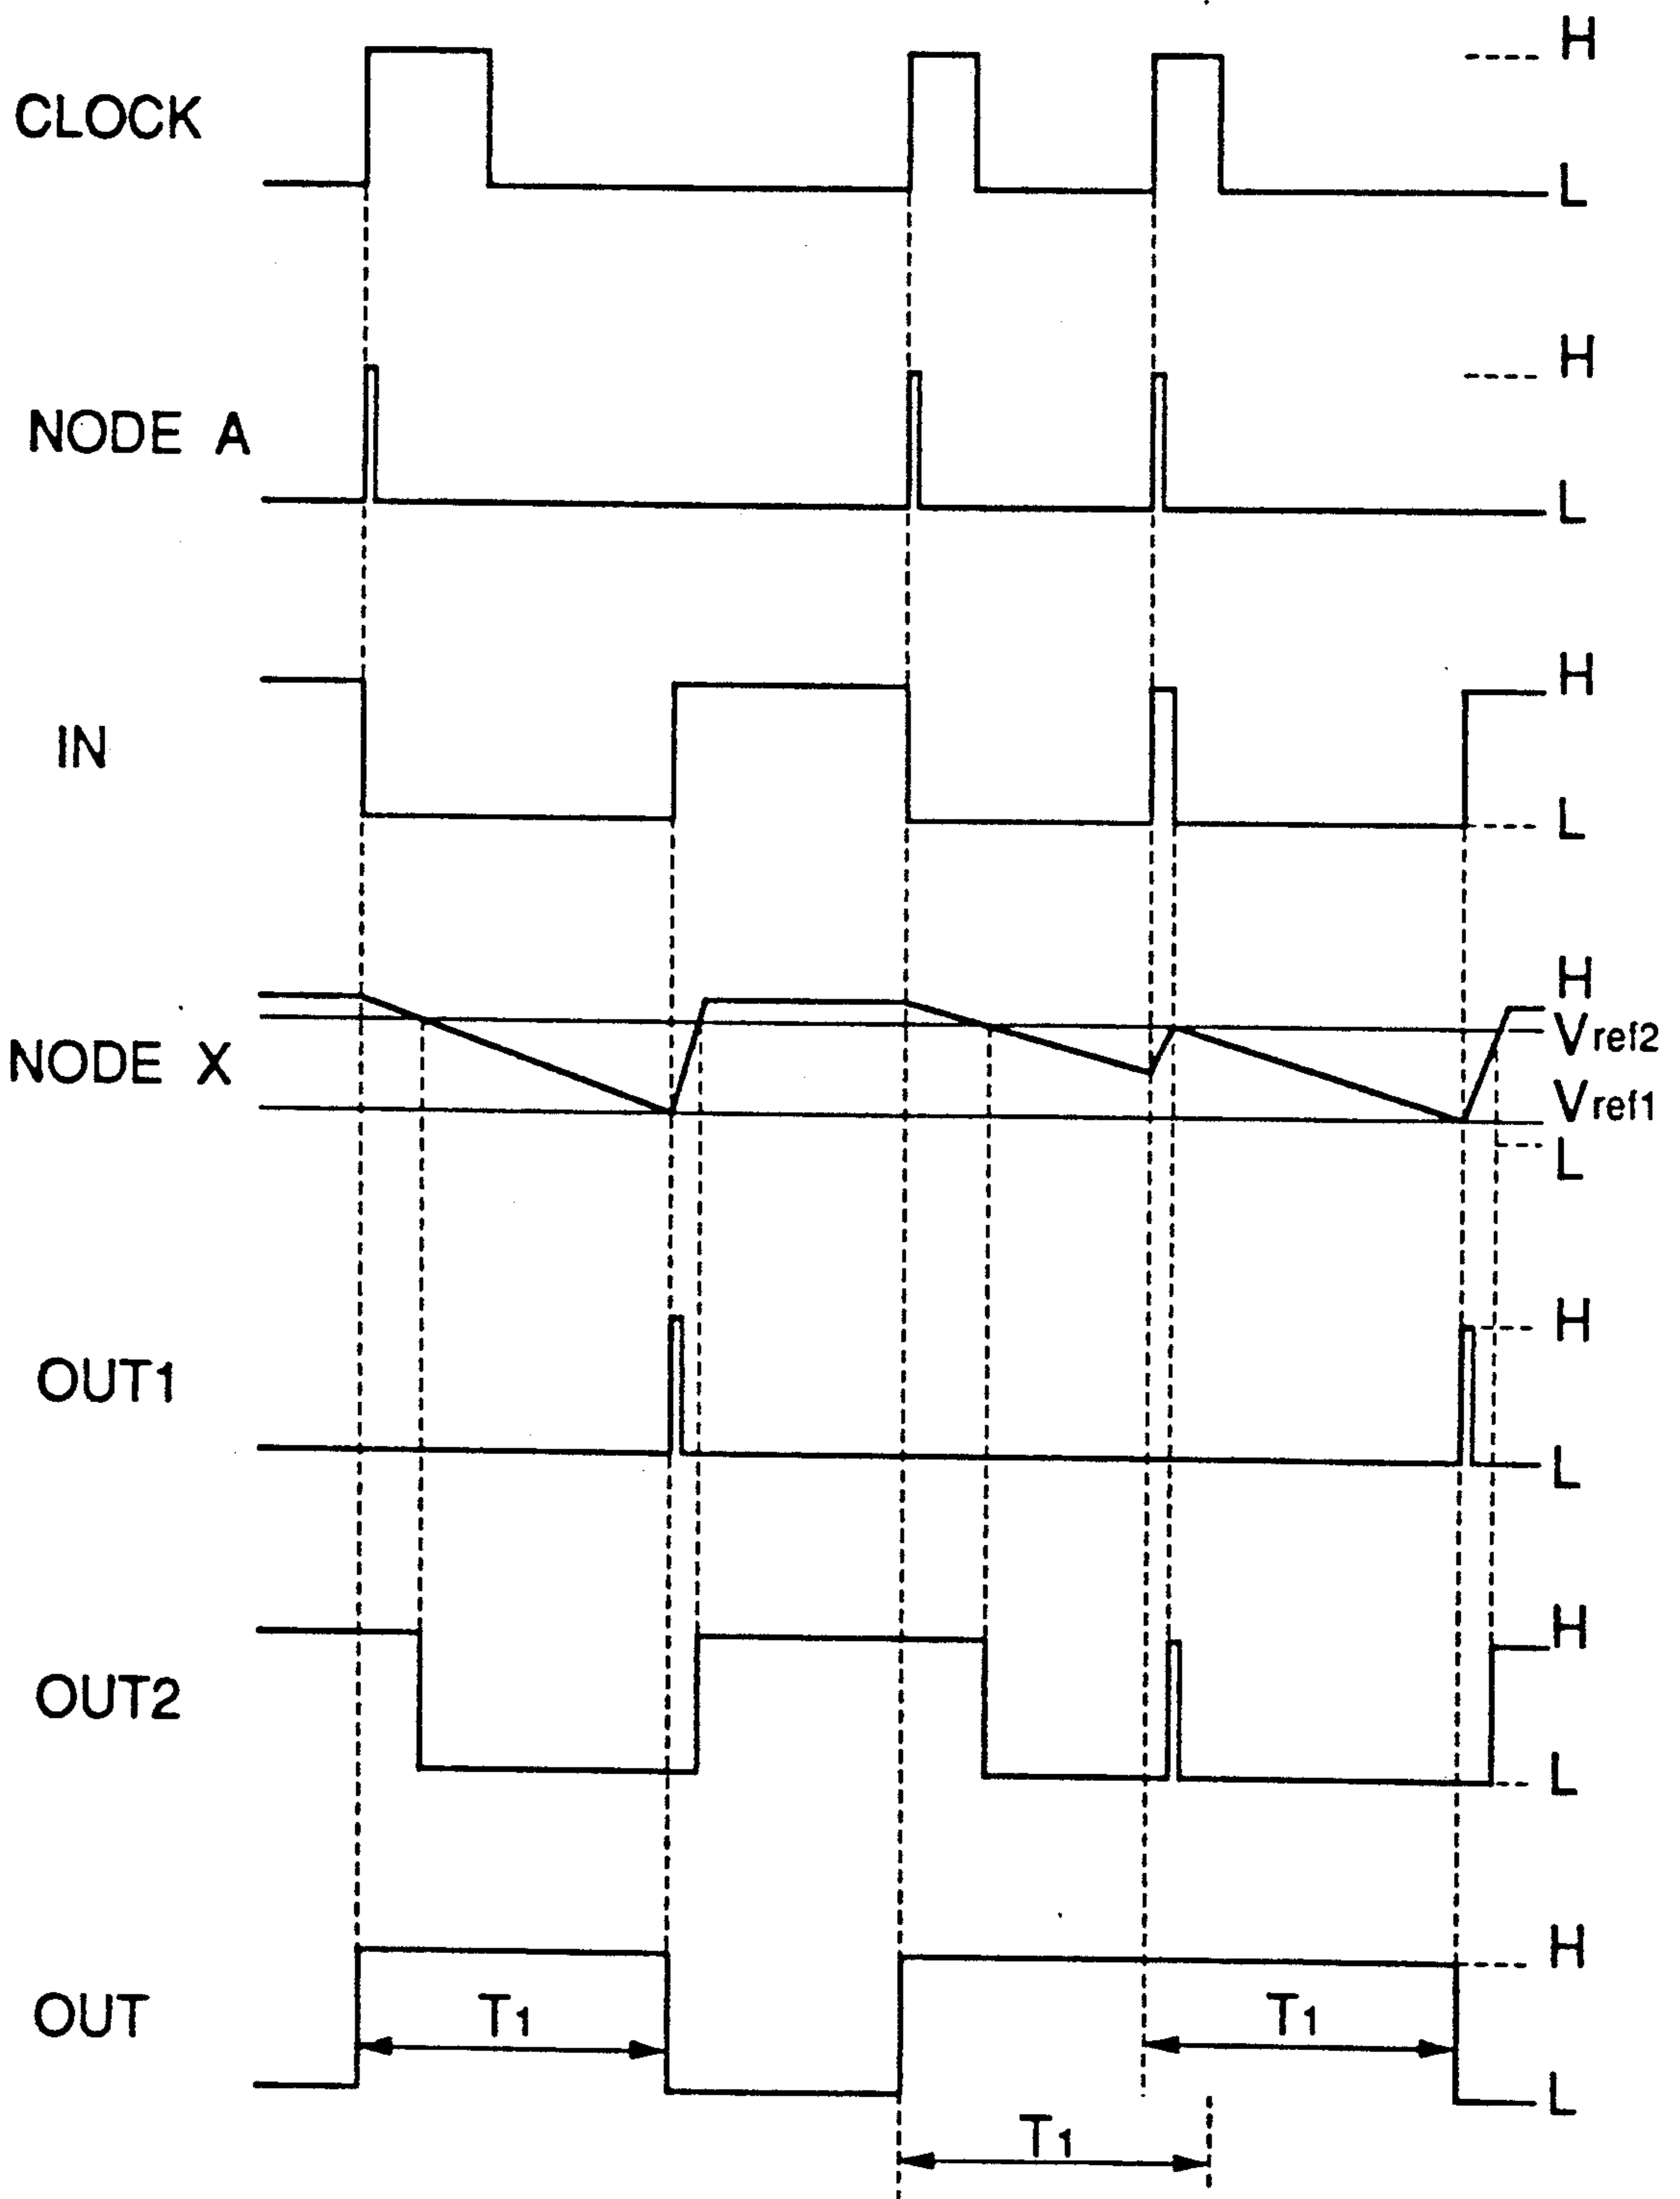 H
CLOCK
L
H
NODE A
L
H
IN
L
H
NODE X
Vref2
Vref1
L
H
OUT1
L
H
OUT2
L
H
OUT
T1
T1
L
T1